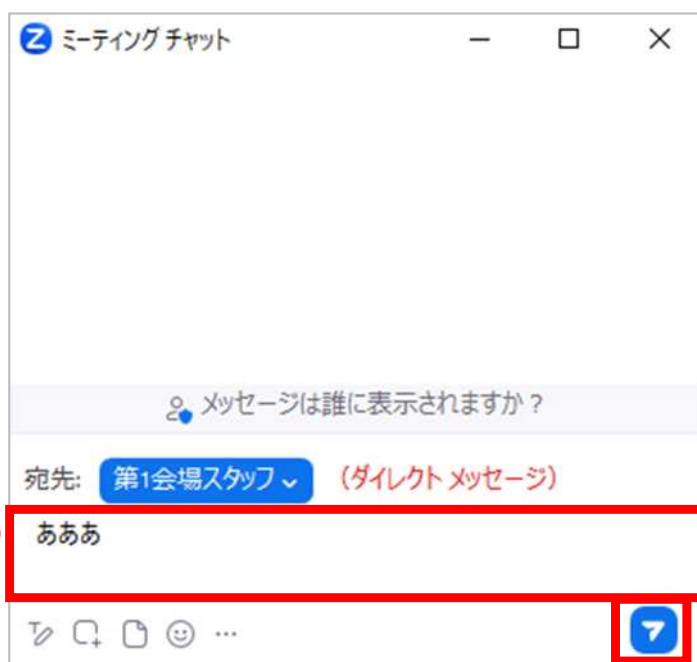 ミーティング チャット
メッセージは誰に表示されますか？
宛先: 第1会場スタッフ （ダイレクト メッセージ）
あああ